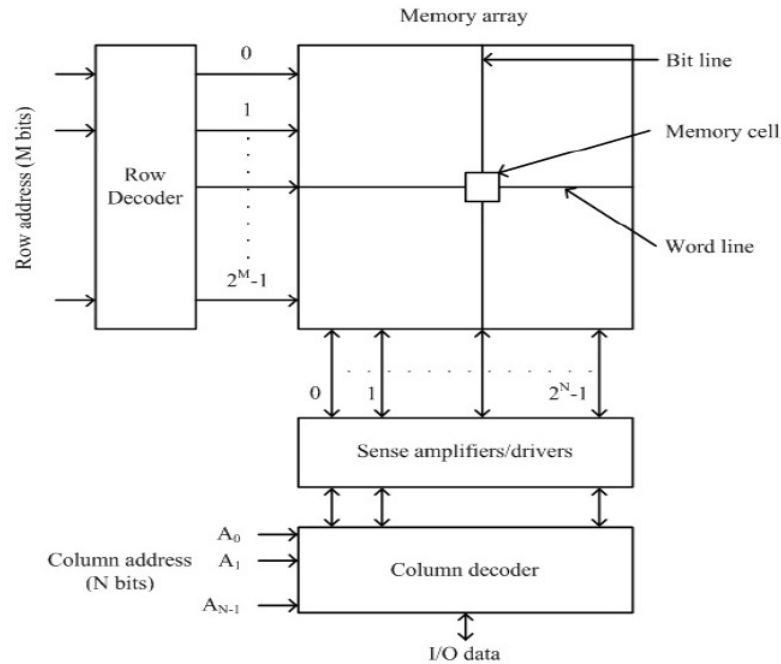 Memory array
0
Bit line
1
Memory cell
Row address (M bits)
Row
Decoder
Word line
2^M-1
0
1
2^N-1
Sense amplifiers/drivers
A₀
Column address
(N bits)
A₁
Column decoder
A_N-1
I/O data